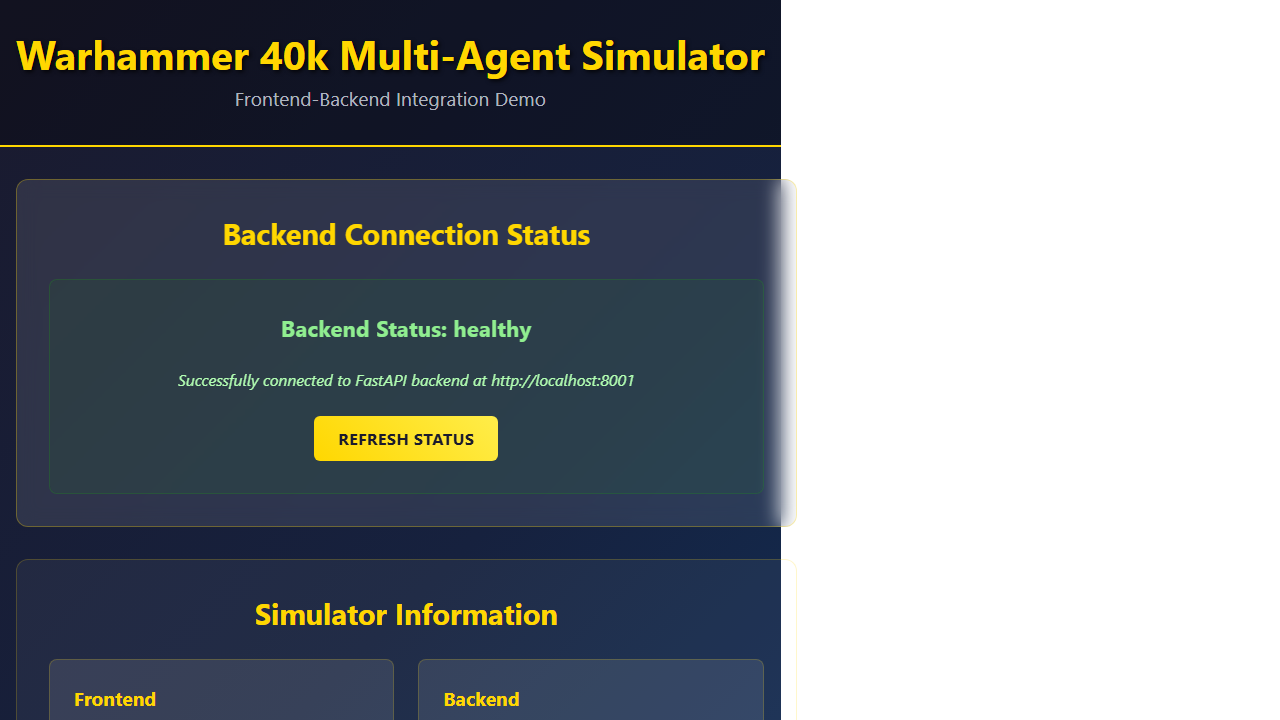 Warhammer 40k Multi-Agent Simulator
Frontend-Backend Integration Demo
Backend Connection Status
Backend Status: healthy
Successfully connected to FastAPI backend at http://localhost:8001
REFRESH STATUS
Simulator Information
Frontend
Backend